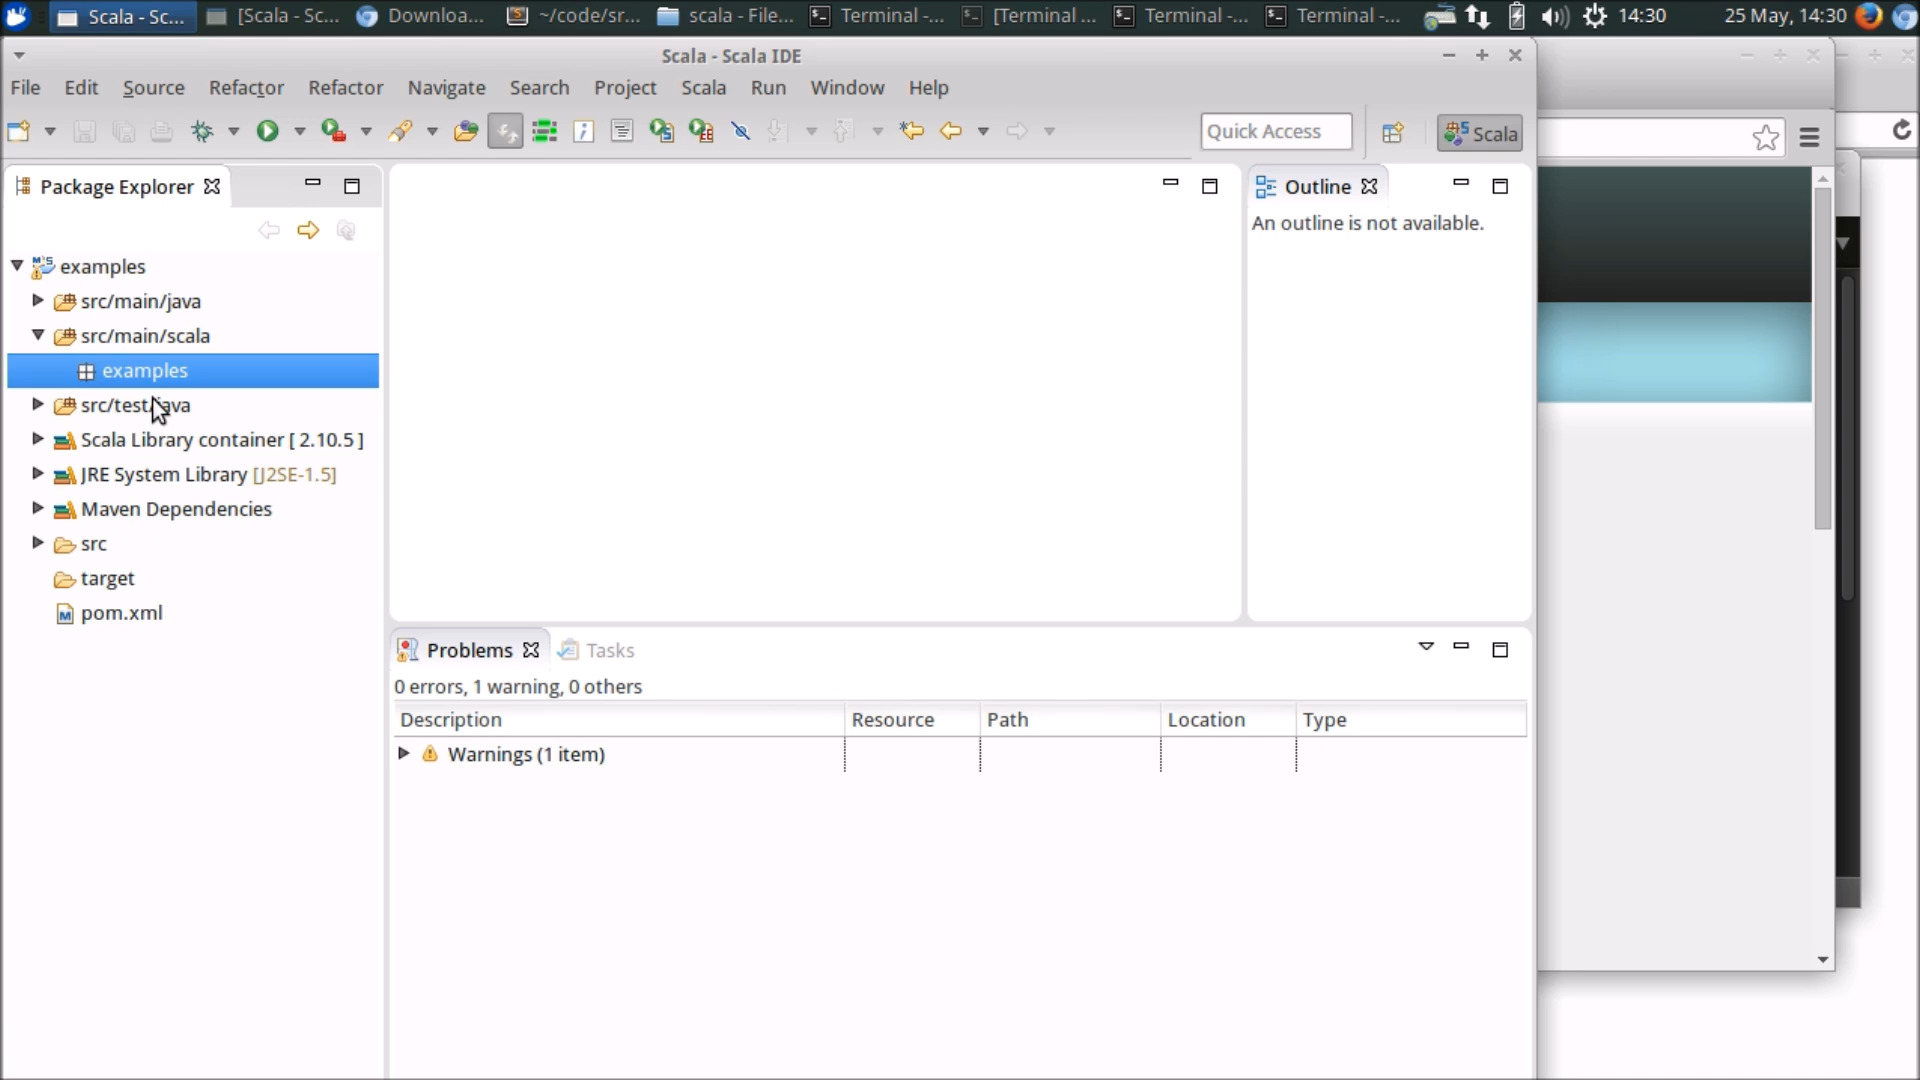 Scala - Sc... [Scala - Sc... Downloa... ~/code/sr... scala - File... Terminal -... [Terminal ... Terminal -... Terminal -... 14:30 25 May, 14:30
Scala - Scala IDE
File Edit Source Refactor Refactor Navigate Search Project Scala Run Window Help
Quick Access Scala
Package Explorer
Outline
An outline is not available.
examples
src/main/java
src/main/scala
examples
src/test/java
Scala Library container [ 2.10.5 ]
JRE System Library [J2SE-1.5]
Maven Dependencies
src
target
pom.xml
Problems Tasks
0 errors, 1 warning, 0 others
Description Resource Path Location Type
Warnings (1 item)